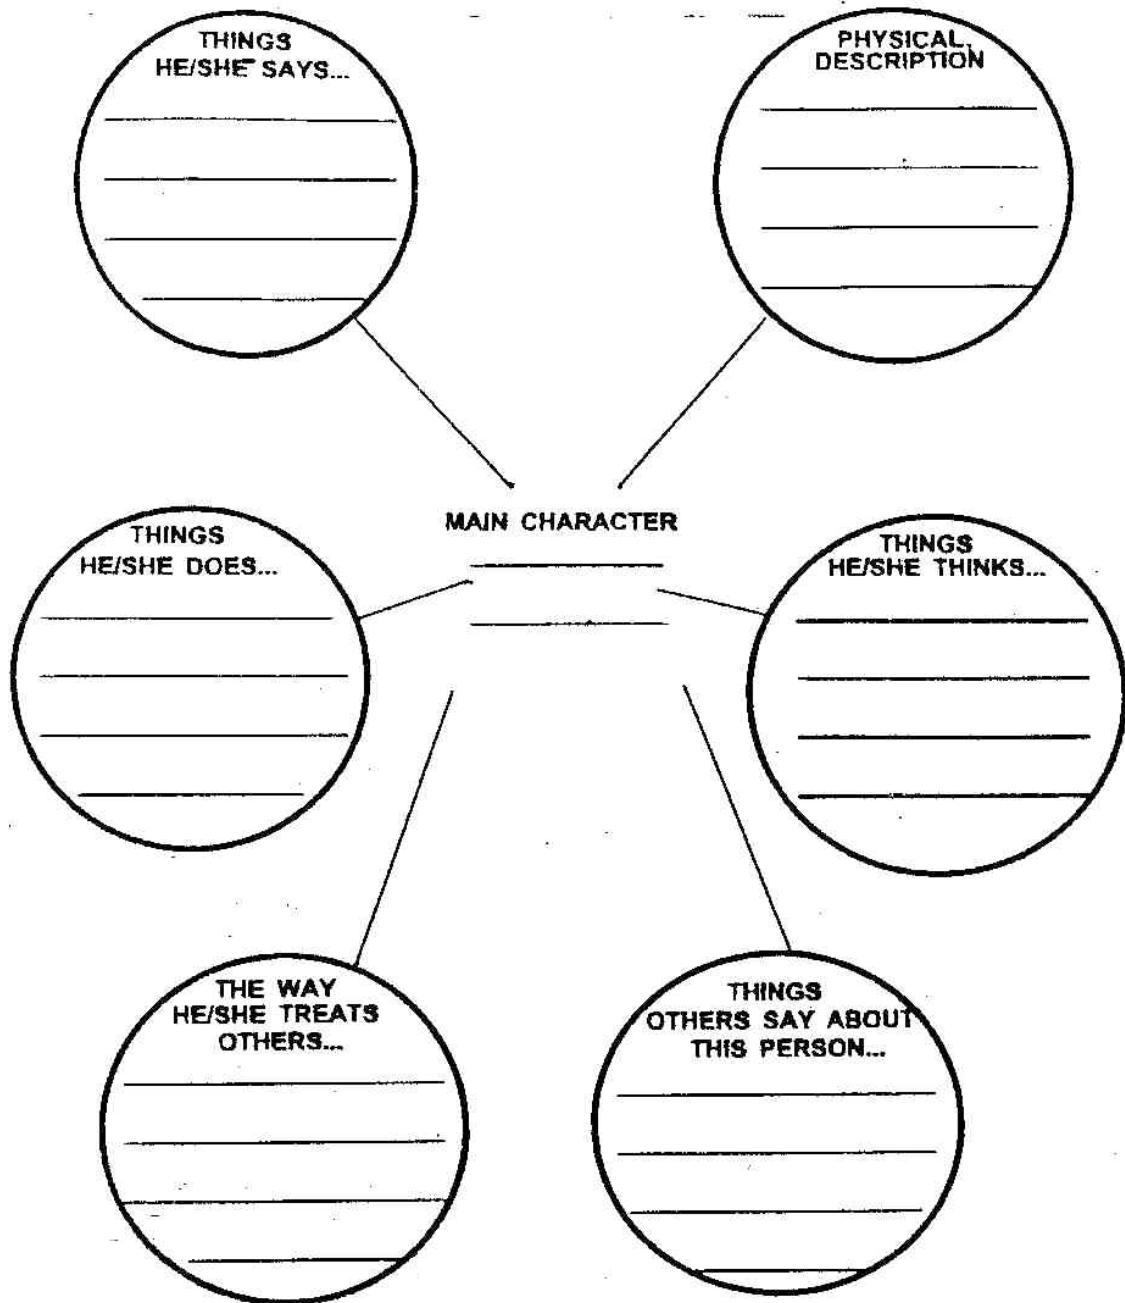 THINGS
HE/SHE SAYS...
PHYSICAL
DESCRIPTION
MAIN CHARACTER
THINGS
HE/SHE DOES...
THINGS
HE/SHE THINKS...
THE WAY
HE/SHE TREATS
OTHERS...
THINGS
OTHERS SAY ABOUT
THIS PERSON...